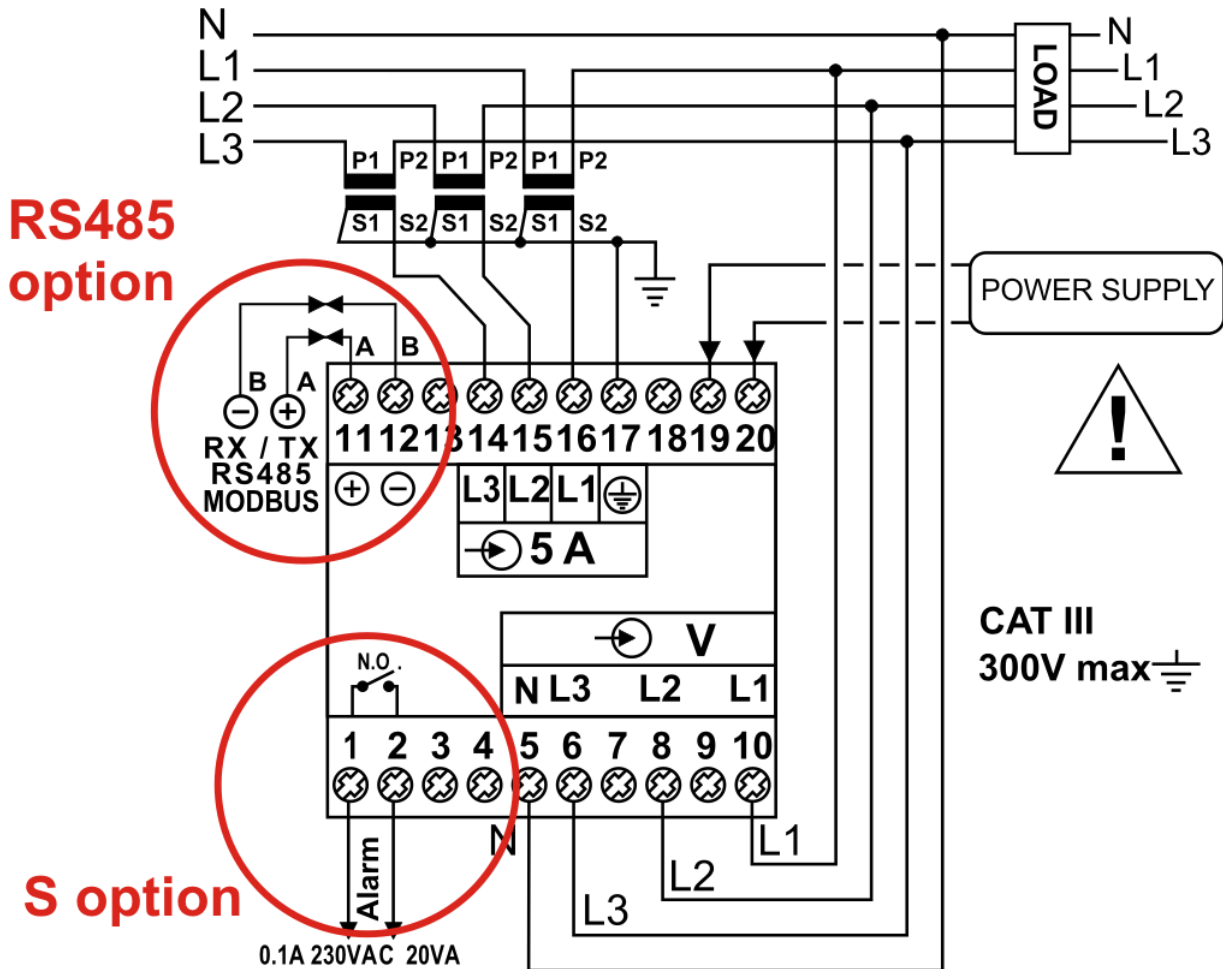 N
N
L1
L1
L2
L2
L3
L3
LOAD
P1 P2 P1 P2 P1 P2
S1 S2 S1 S2 S1 S2
RS485
option
POWER SUPPLY
A B
B A
- +
RX / TX
RS485
MODBUS
11 12 13 14 15 16 17 18 19 20
+ -
L3 L2 L1
5 A
!
CAT III
300V max
V
N.O.
N L3 L2 L1
1 2 3 4 5 6 7 8 9 10
N
L1
L2
L3
Alarm
S option
0.1A 230VAC 20VA